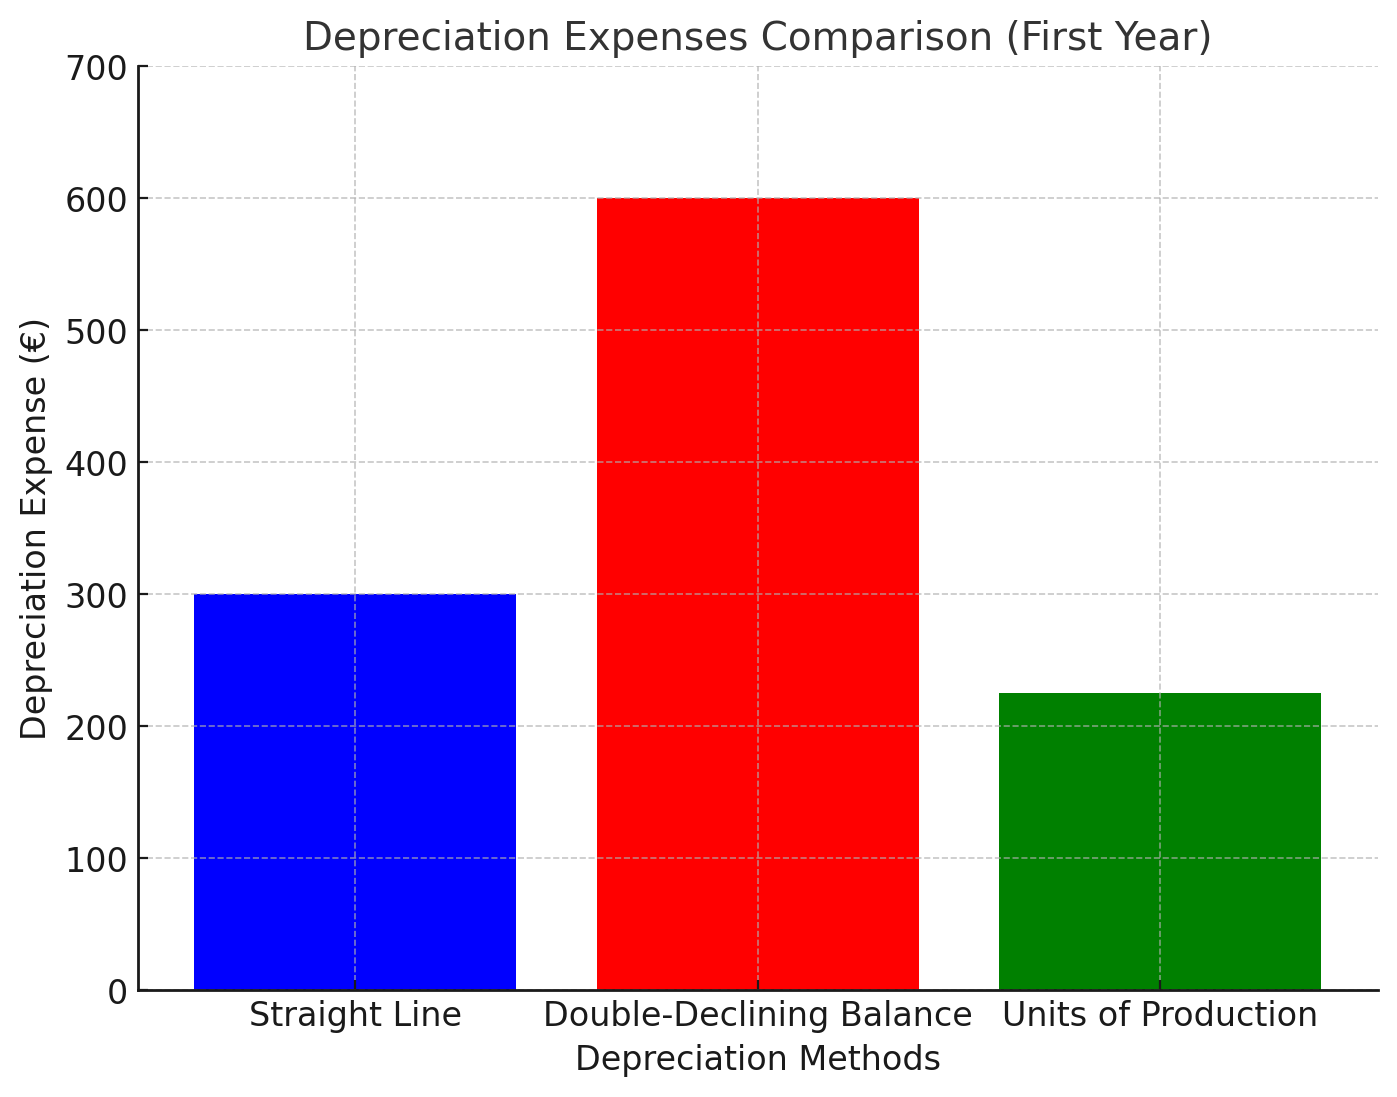 Depreciation Expenses Comparison (First Year)
700
600
500
400
300
200
100
0
Depreciation Expense (€)
Straight Line Double-Declining Balance Units of Production
Depreciation Methods